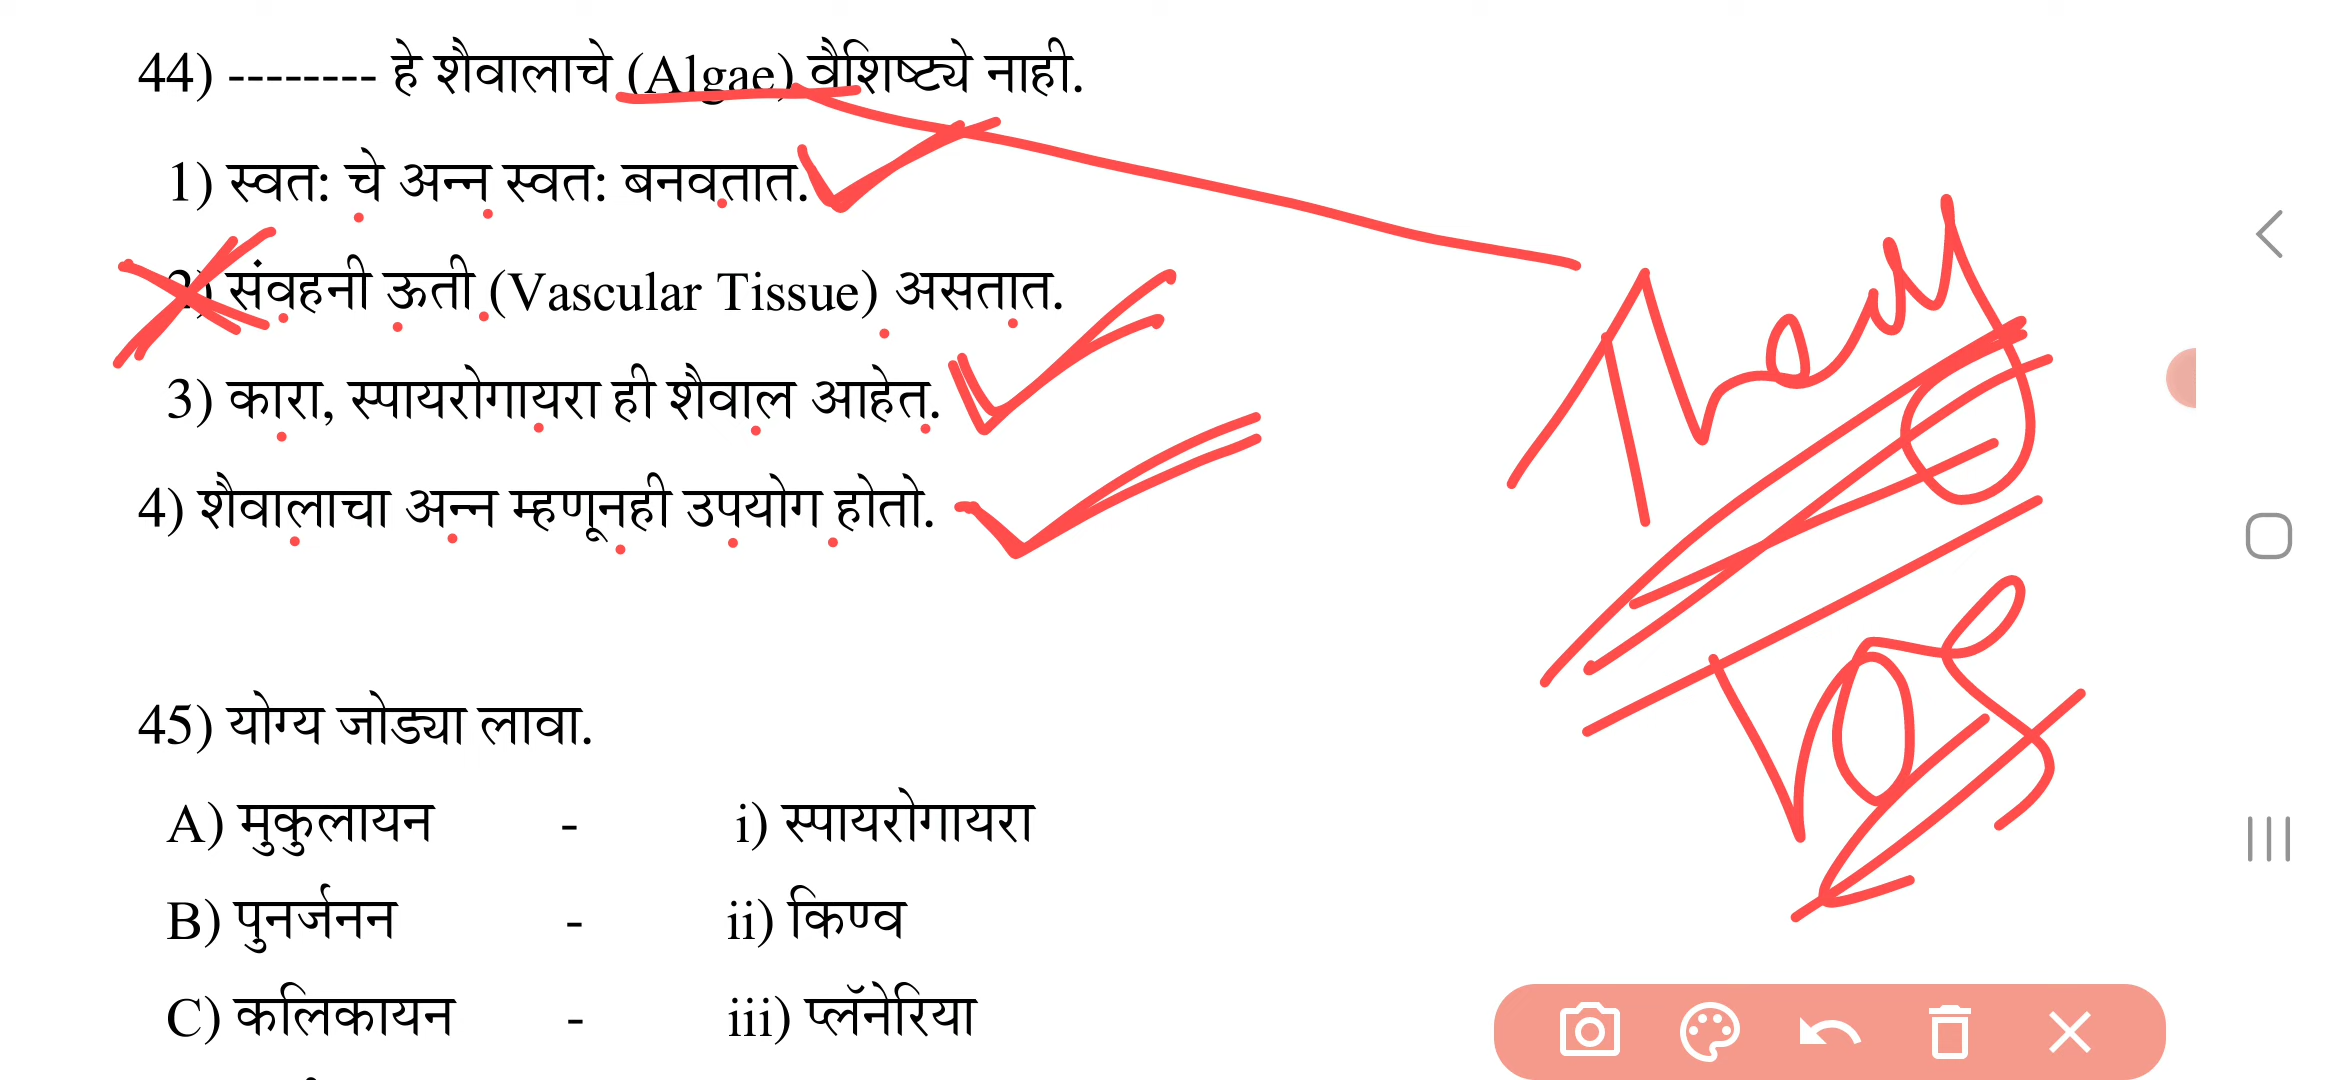 44) -------- हे शैवालाचे (Algae) वैशिष्ट्ये नाही.
1) स्वत: चे अन्न स्वत: बनवतात.
2) संवहनी ऊती (Vascular Tissue) असतात.
3) कारा, स्पायरोगायरा ही शैवाल आहेत.
4) शैवालाचा अन्न म्हणूनही उपयोग होतो.
45) योग्य जोड्या लावा.
A) मुकुलायन - i) स्पायरोगायरा
B) पुनर्जनन - ii) किण्व
C) कलिकायन - iii) प्लॅनेरिया